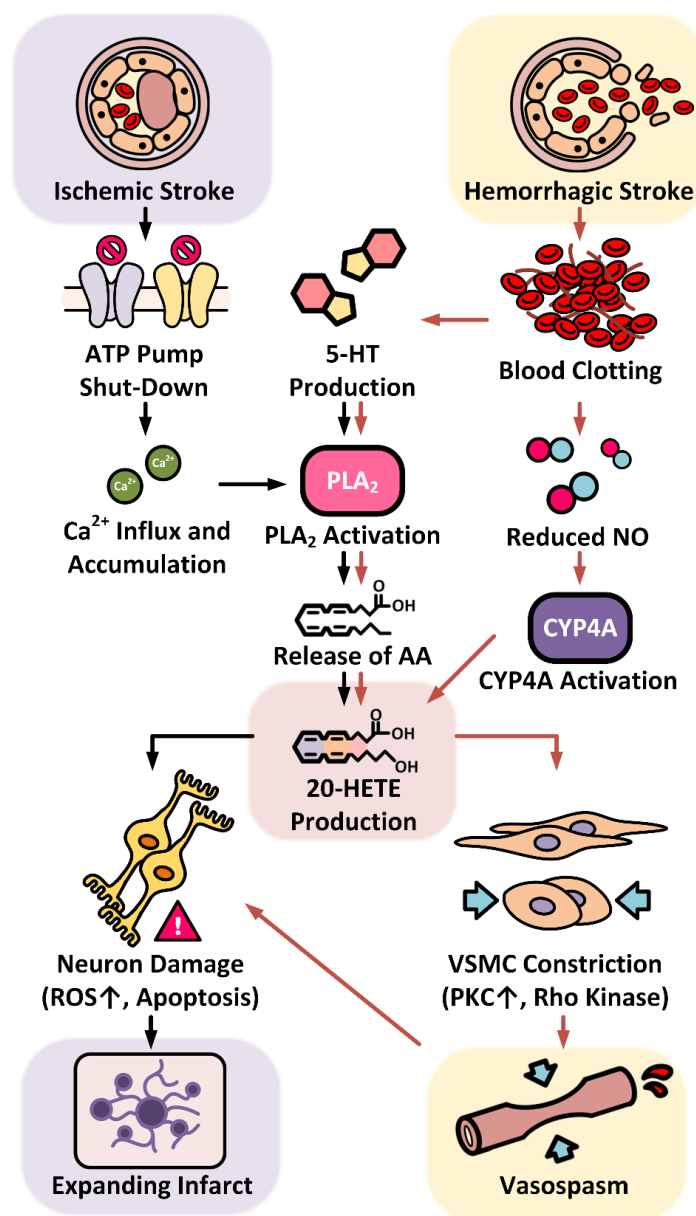 Ischemic Stroke
Hemorrhagic Stroke
ATP Pump
Shut-Down
5-HT
Production
Blood Clotting
Ca²⁺
Ca²⁺
Ca²⁺ Influx and
Accumulation
PLA₂
PLA₂ Activation
Reduced NO
O
OH
Release of AA
CYP4A
CYP4A Activation
O
OH
OH
20-HETE
Production
!
Neuron Damage
(ROS↑, Apoptosis)
VSMC Constriction
(PKC↑, Rho Kinase)
Expanding Infarct
Vasospasm